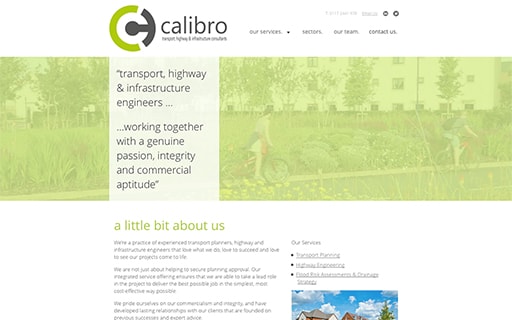 calibro
transport, highway & infrastructure consultants
email us
our services.
sectors.
our team.
contact us.
“transport, highway
& infrastructure
engineers ...
...working together
with a genuine
passion, integrity
and commercial
aptitude”
a little bit about us
We're a practice of experienced transport planners, highway and
infrastructure engineers that love what we do, love to succeed and love
to see our projects come to life.
We are not just about helping to secure planning approval. Our
integrated service offering ensures that we are able to take a lead role
in the project to deliver the best possible job in the simplest, most
cost-effective way possible.
We pride ourselves on our commercialism and integrity, and have
developed lasting relationships with our clients that are founded on
previous successes and expert advice.
Our Services
Transport Planning
Highway Engineering
Flood Risk Assessments & Drainage
Strategy